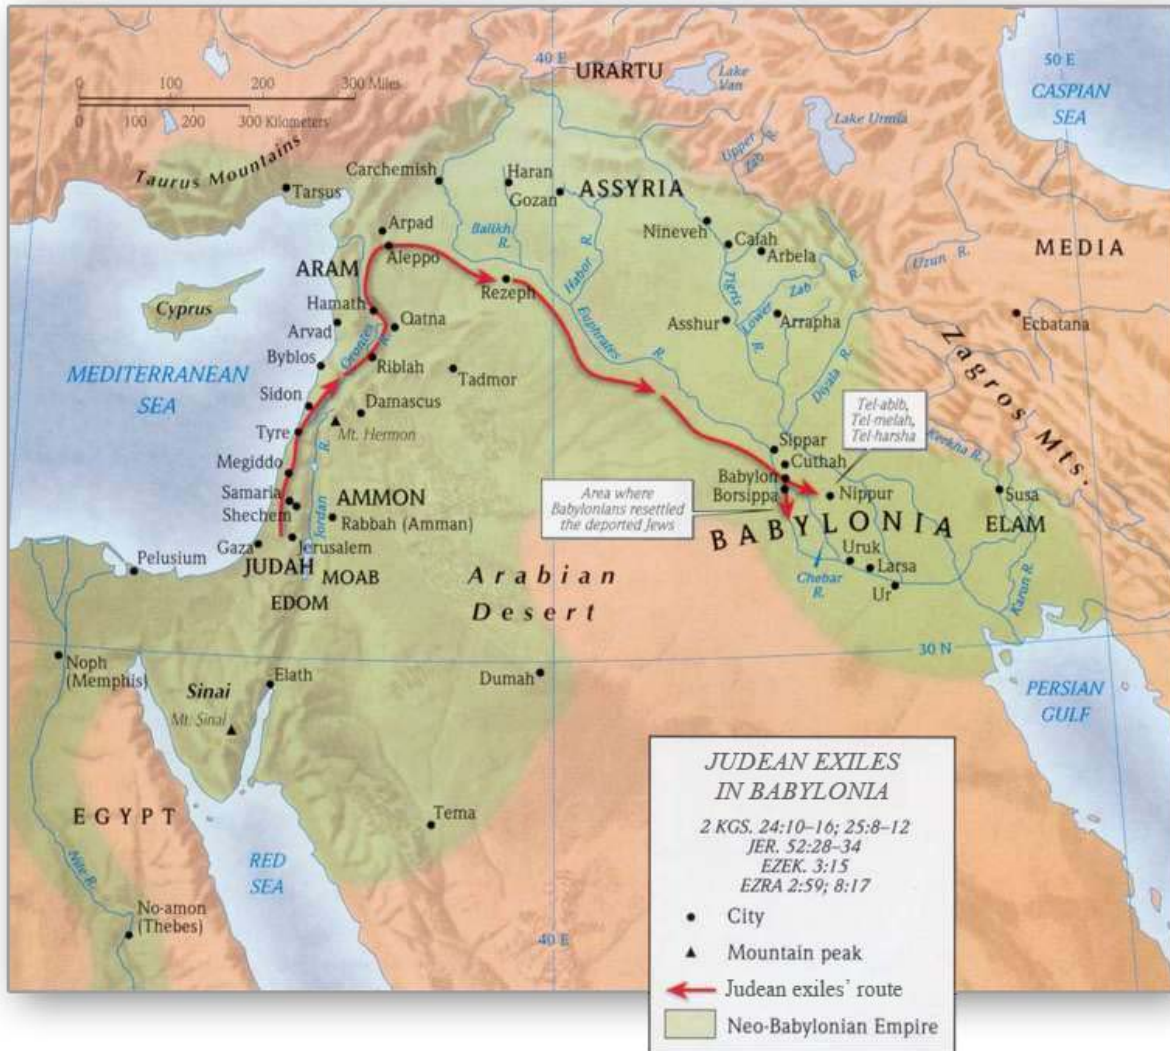 40 E
50 E
URARTU
Lake
Van
CASPIAN
SEA
Lake Urmia
0 100 200 300 Miles
0 100 200 300 Kilometers
Upper
Zab R.
Taurus Mountains
Tarsus
Carchemish
Haran
Gozan
ASSYRIA
Balikh
R.
Habor R.
Nineveh
Calah
Arbela
MEDIA
Uzun R.
Arpad
Aleppo
ARAM
Rezeph
Hamath
Qatna
Arvad
Orontes
R.
Cyprus
Byblos
Riblah
Tadmor
Euphrates R.
Asshur
Tigris
R.
Lower Zab
R.
Arrapha
Ecbatana
Zagros Mts.
Diyala R.
MEDITERRANEAN
SEA
Sidon
Damascus
Mt. Hermon
Tyre
Megiddo
Samaria
Shechem
Jordan R.
AMMON
Rabbah (Amman)
Tel-abib,
Tel-melah,
Tel-harsha
Kerkha R.
Sippar
Cuthah
Babylon
Borsippa
Nippur
Susa
ELAM
Area where
Babylonians resettled
the deported Jews
BABYLONIA
Pelusium
Gaza
Jerusalem
JUDAH
MOAB
EDOM
Arabian
Desert
Uruk
Larsa
Ur
Chebar
R.
Karun R.
30 N
Noph
(Memphis)
Sinai
Mt. Sinai
Elath
Dumah
PERSIAN
GULF
EGYPT
Tema
Nile R.
RED
SEA
No-amon
(Thebes)
40 E
JUDEAN EXILES
IN BABYLONIA
2 KGS. 24:10–16; 25:8–12
JER. 52:28–34
EZEK. 3:15
EZRA 2:59; 8:17
City
Mountain peak
Judean exiles' route
Neo-Babylonian Empire